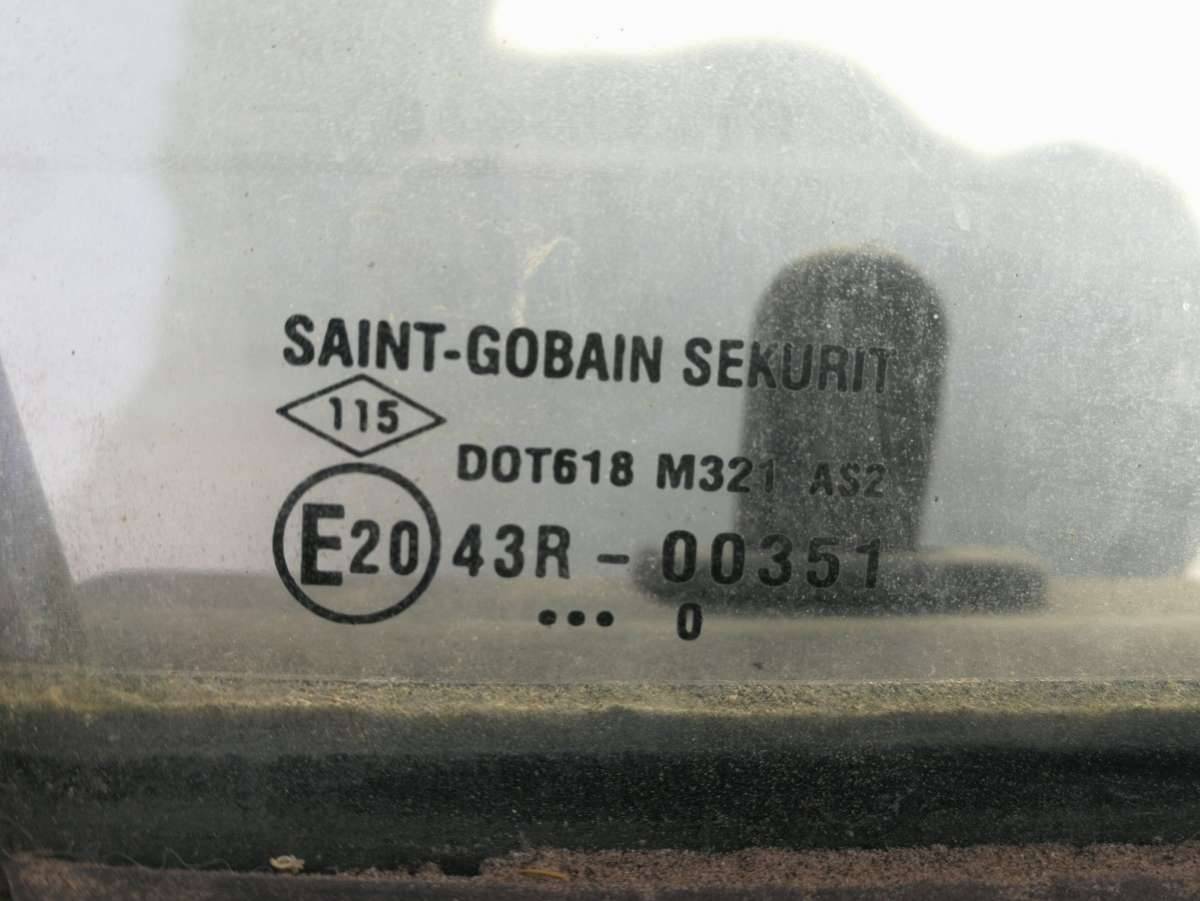 SAINT-GOBAIN SEKURIT
115
DOT618 M321 AS2
E20 43R - 00351
••• 0